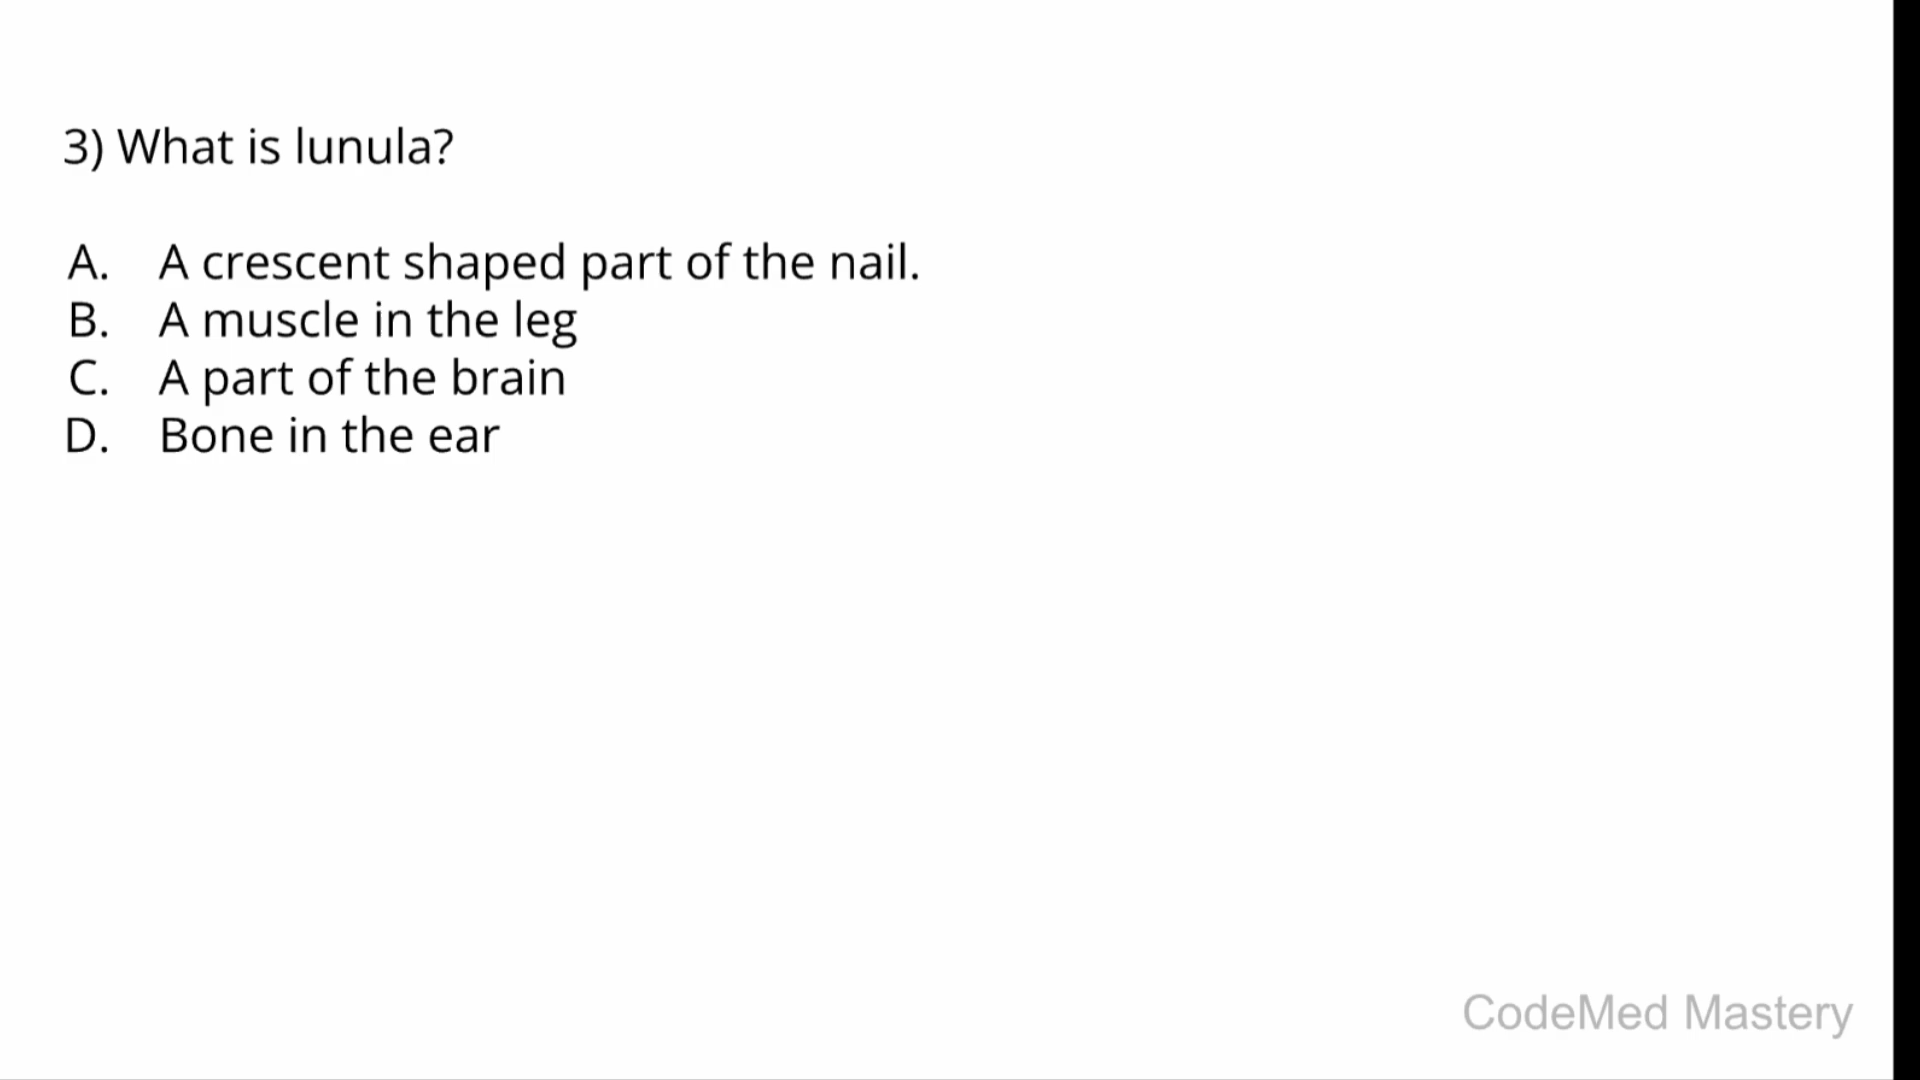 3) What is lunula?
A. A crescent shaped part of the nail.
B. A muscle in the leg
C. A part of the brain
D. Bone in the ear
CodeMed Mastery